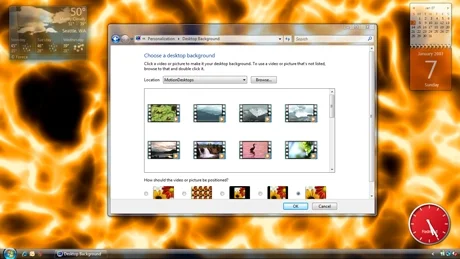 50°
Seattle, WA
Personalization ▸ Desktop Background
Search
Choose a desktop background
Click a video or picture to make it your desktop background. To use a video or picture that's not listed,
browse to that and double click it.
Location
MotionDesktops
Browse...
How should the video or picture be positioned?
OK
Cancel
January 2007
7
Sunday
Desktop Background